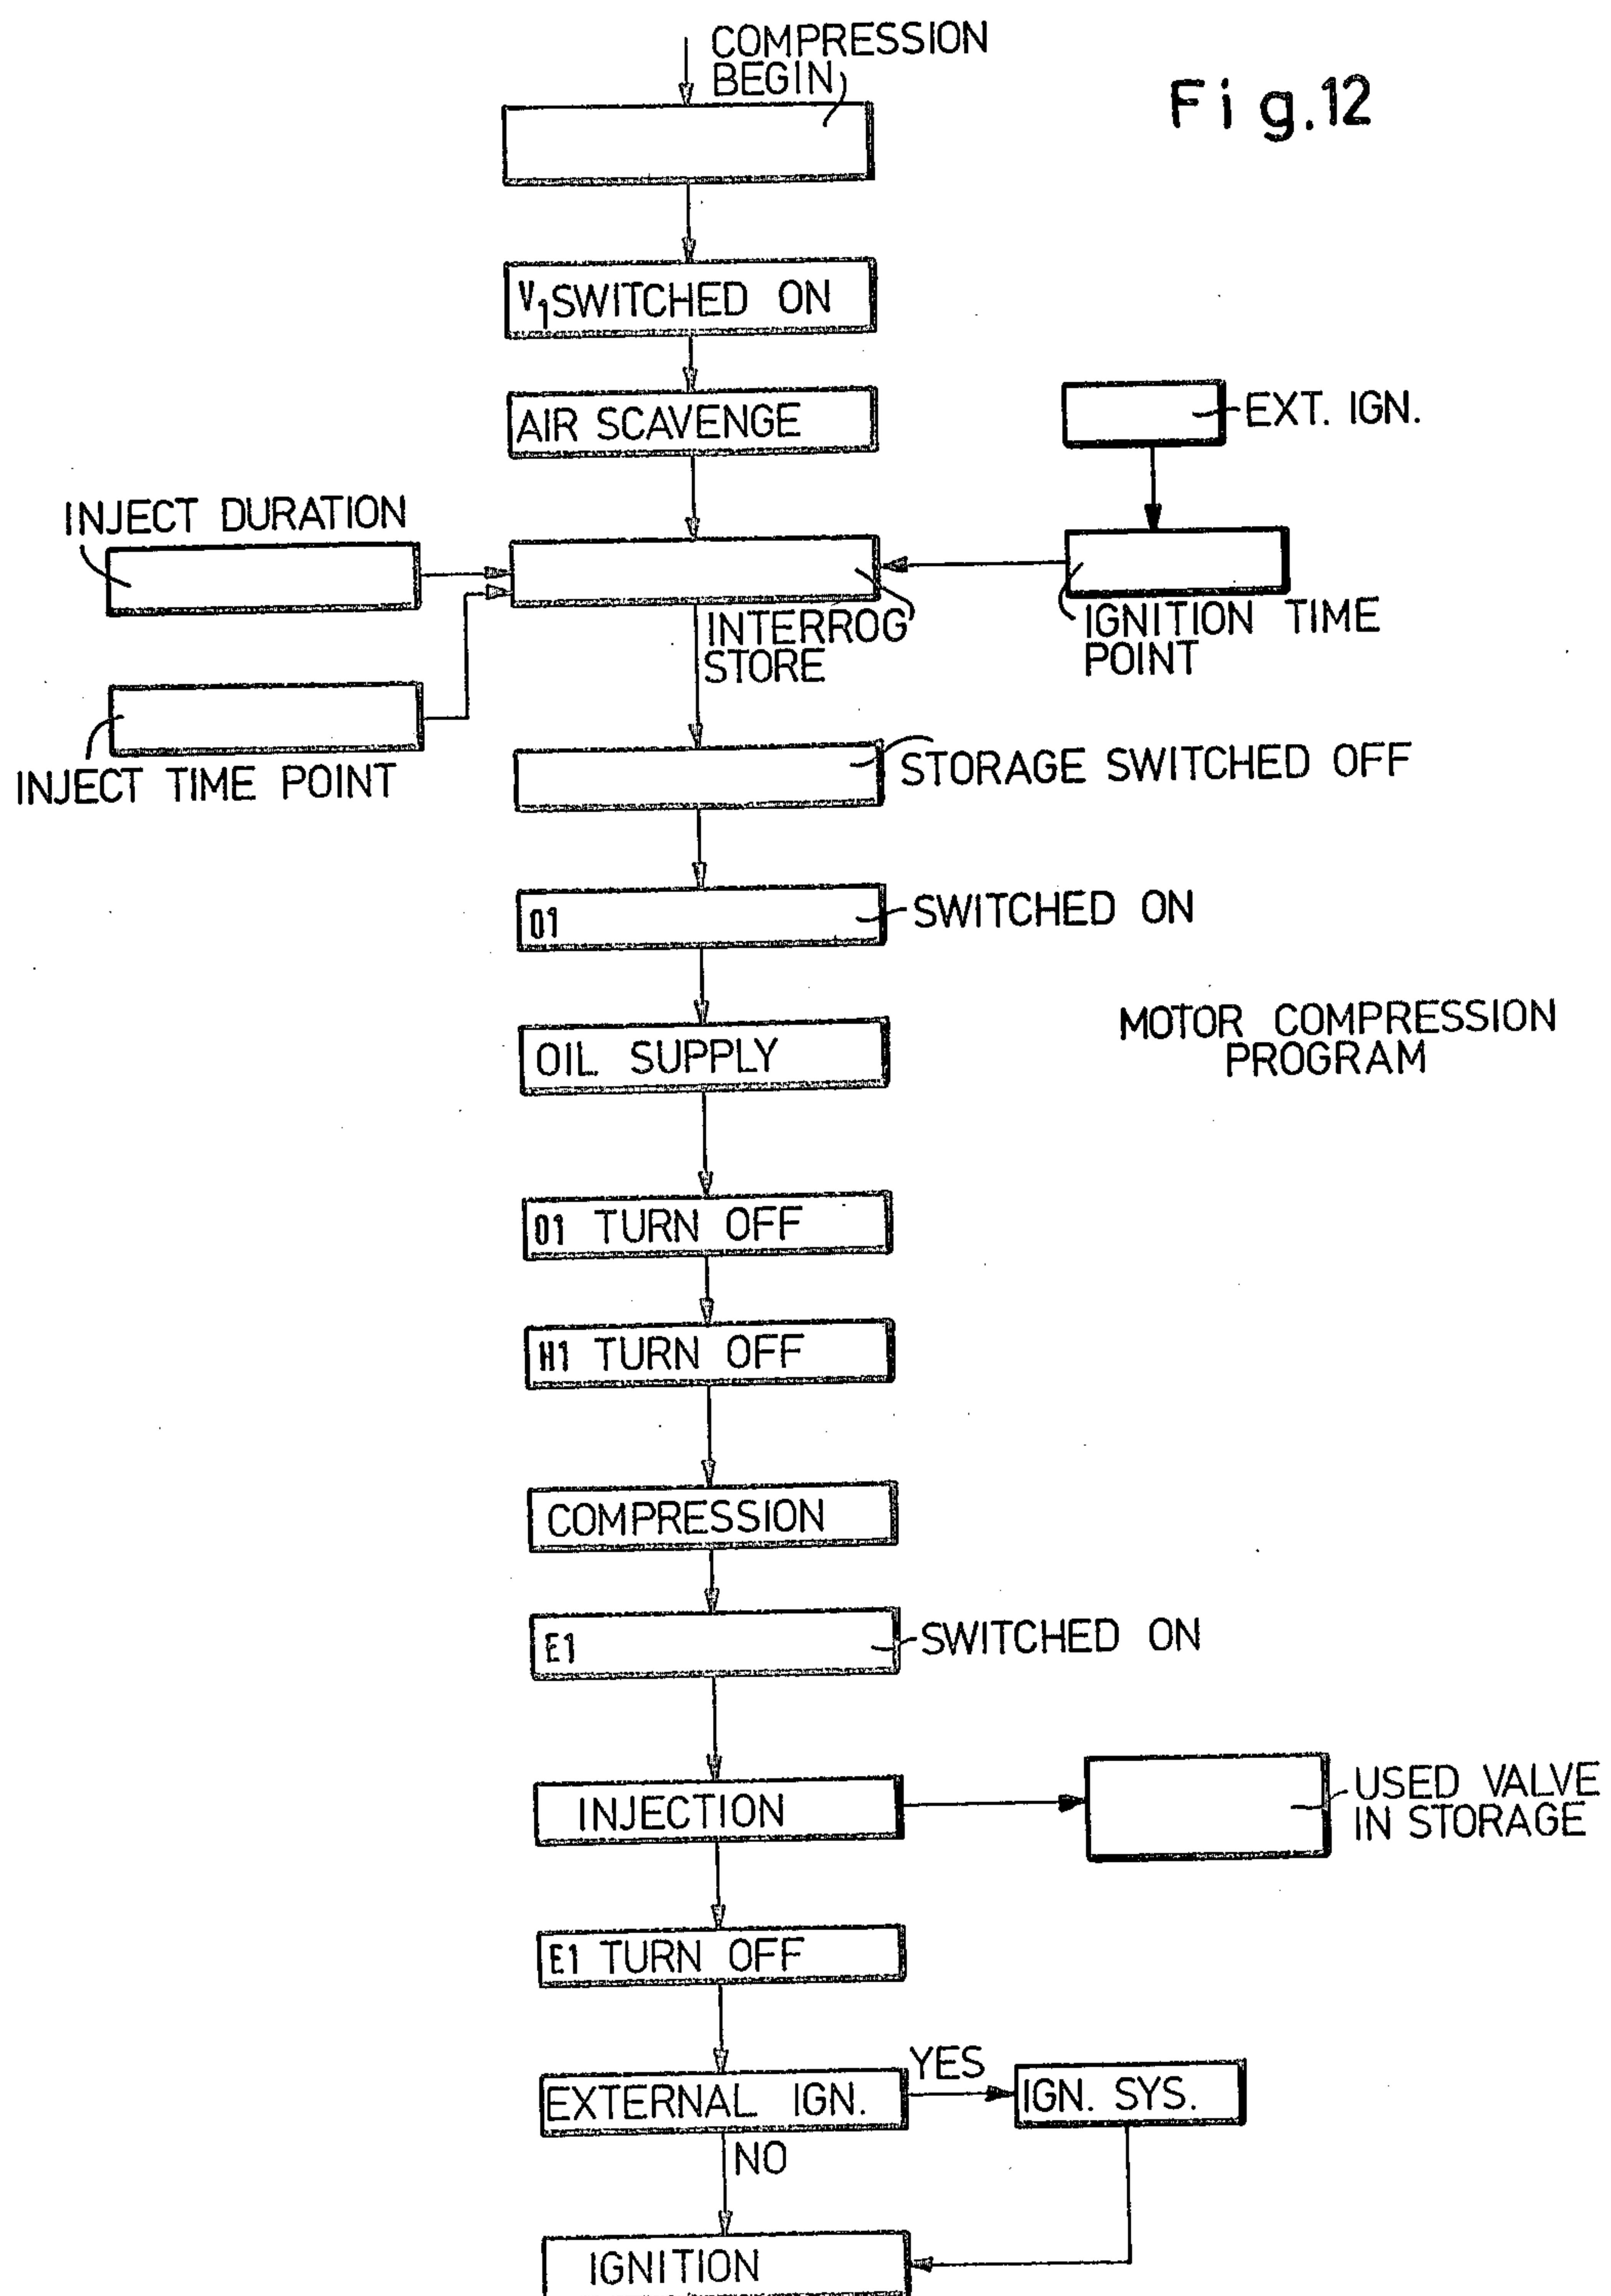 COMPRESSION
BEGIN
Fig.12
V1 SWITCHED ON
AIR SCAVENGE
EXT. IGN.
INJECT DURATION
INTERROG
STORE
IGNITION TIME
POINT
INJECT TIME POINT
STORAGE SWITCHED OFF
01
SWITCHED ON
MOTOR COMPRESSION
PROGRAM
OIL SUPPLY
01 TURN OFF
H1 TURN OFF
COMPRESSION
E1
SWITCHED ON
INJECTION
USED VALVE
IN STORAGE
E1 TURN OFF
EXTERNAL IGN.
YES
IGN. SYS.
NO
IGNITION